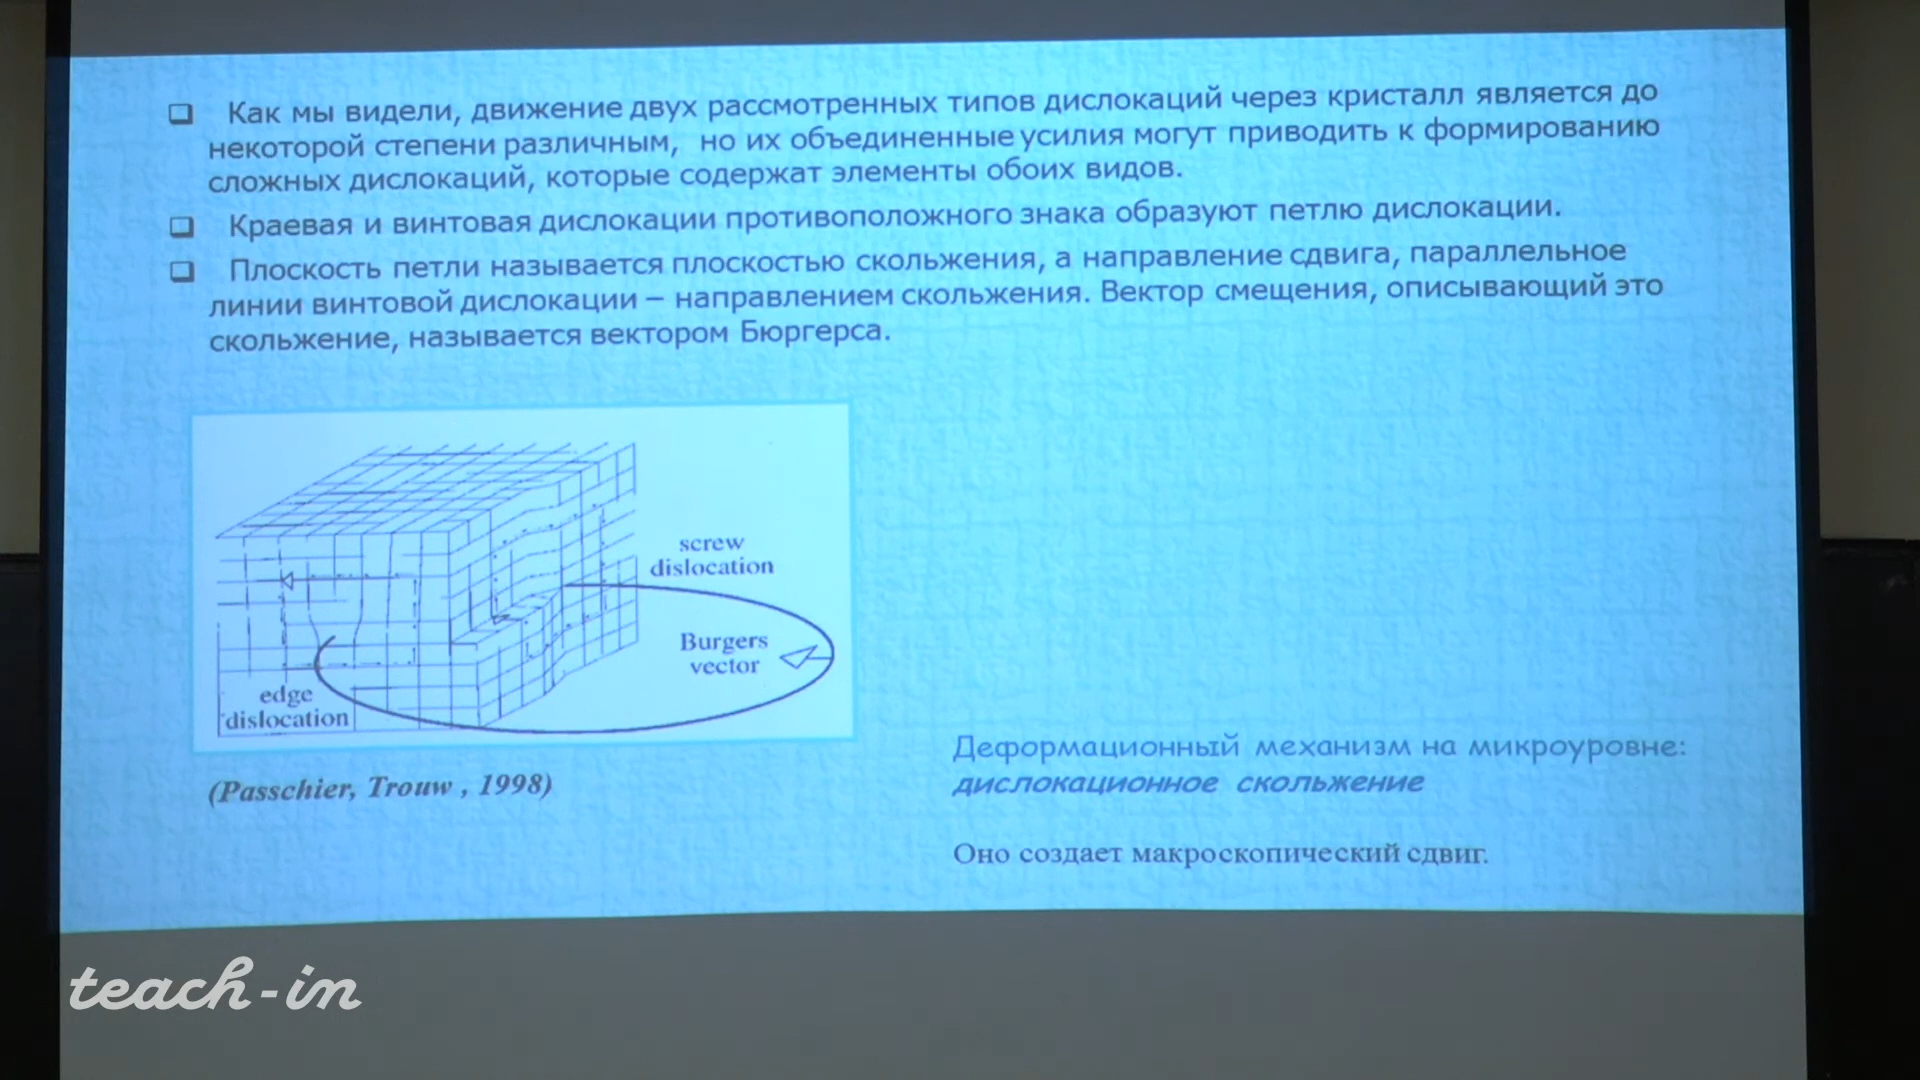 ❑ Как мы видели, движение двух рассмотренных типов дислокаций через кристалл является до
некоторой степени различным, но их объединенные усилия могут приводить к формированию
сложных дислокаций, которые содержат элементы обоих видов.
❑ Краевая и винтовая дислокации противоположного знака образуют петлю дислокации.
❑ Плоскость петли называется плоскостью скольжения, а направление сдвига, параллельное
линии винтовой дислокации – направлением скольжения. Вектор смещения, описывающий это
скольжение, называется вектором Бюргерса.
screw
dislocation
Burgers
vector
edge
dislocation
(Passchier, Trouw , 1998)
Деформационный механизм на микроуровне:
дислокационное скольжение
Оно создает макроскопический сдвиг.
teach-in